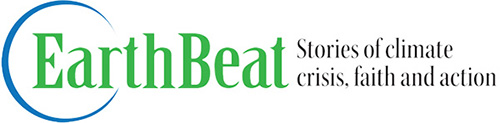 EarthBeat
Stories of climate
crisis, faith and action